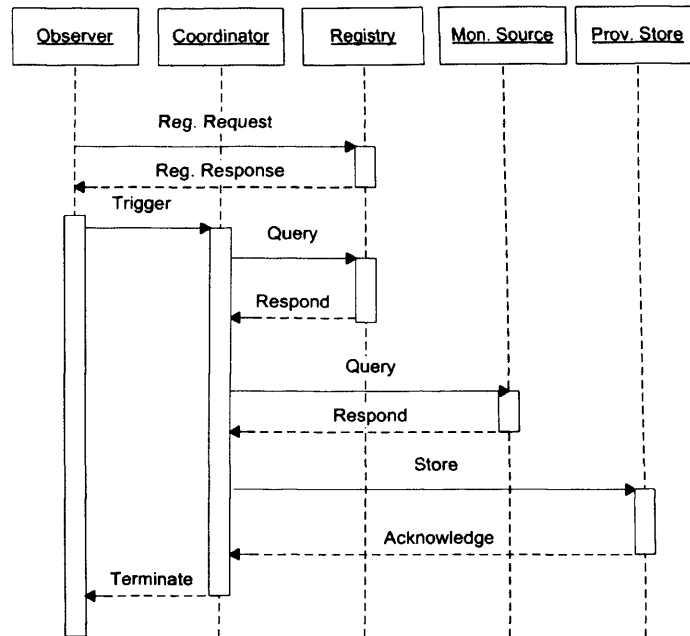 Observer
Coordinator
Registry
Mon. Source
Prov. Store
Reg. Request
Reg. Response
Trigger
Query
Respond
Query
Respond
Store
Acknowledge
Terminate